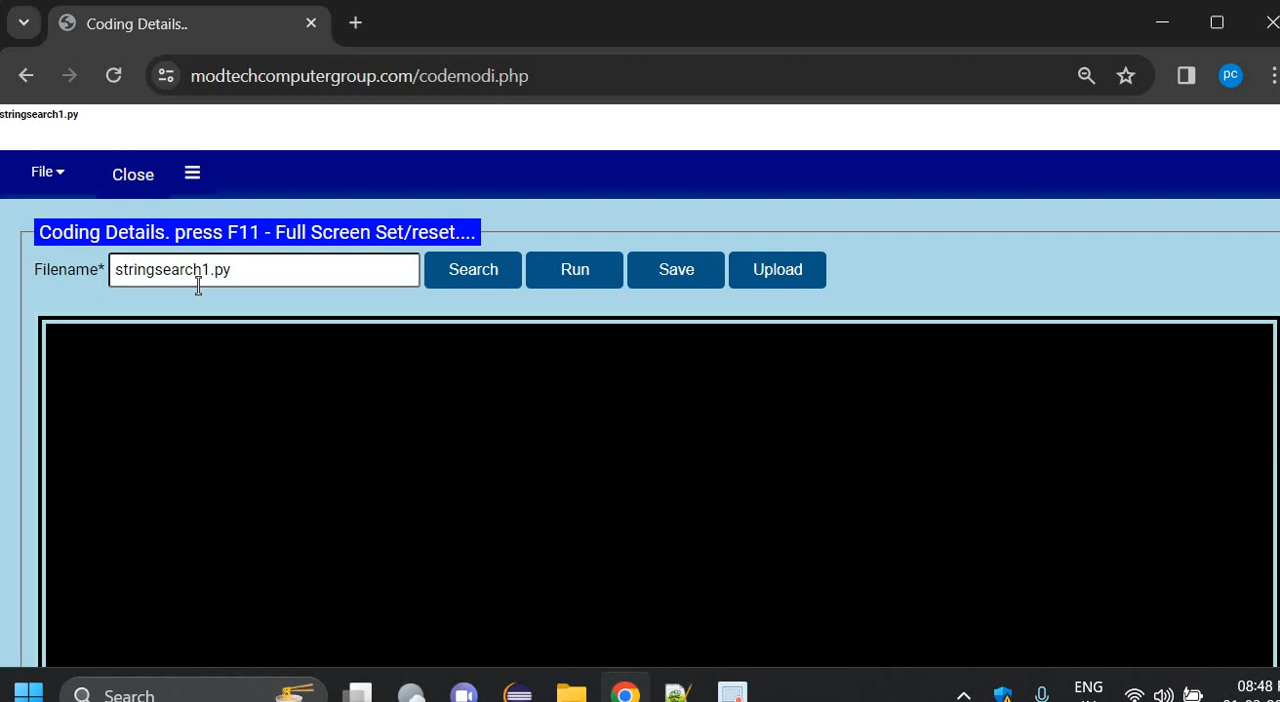 Coding Details..
modtechcomputergroup.com/codemodi.php
pc
stringsearch1.py
File
Close
Coding Details. press F11 - Full Screen Set/reset....
Filename* stringsearch1.py Search Run Save Upload
Search
ENG
08:48